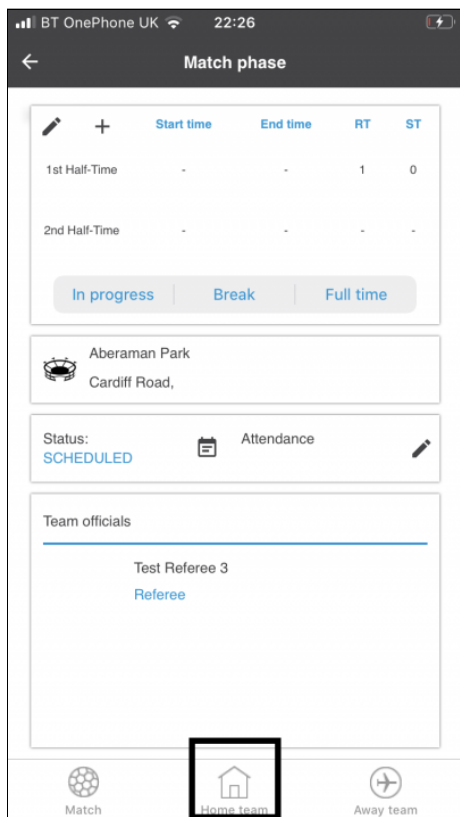 BT OnePhone UK 22:26
Match phase
Start time End time RT ST
1st Half-Time - - 1 0
2nd Half-Time - - - -
In progress Break Full time
Aberaman Park
Cardiff Road,
Status: Attendance
SCHEDULED
Team officials
Test Referee 3
Referee
Match Home team Away team